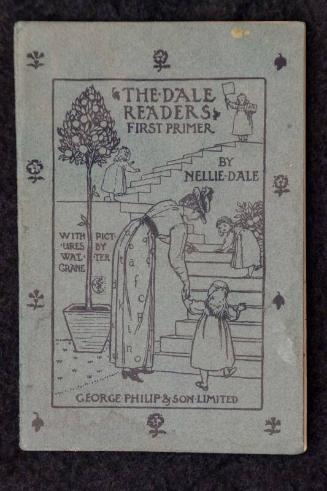 THE·DALE
READERS
FIRST PRIMER
BY
NELLIE·DALE
WITH PICT
·URES BY
WAL·TER
CRANE
GEORGE PHILIP & SON·LIMITED